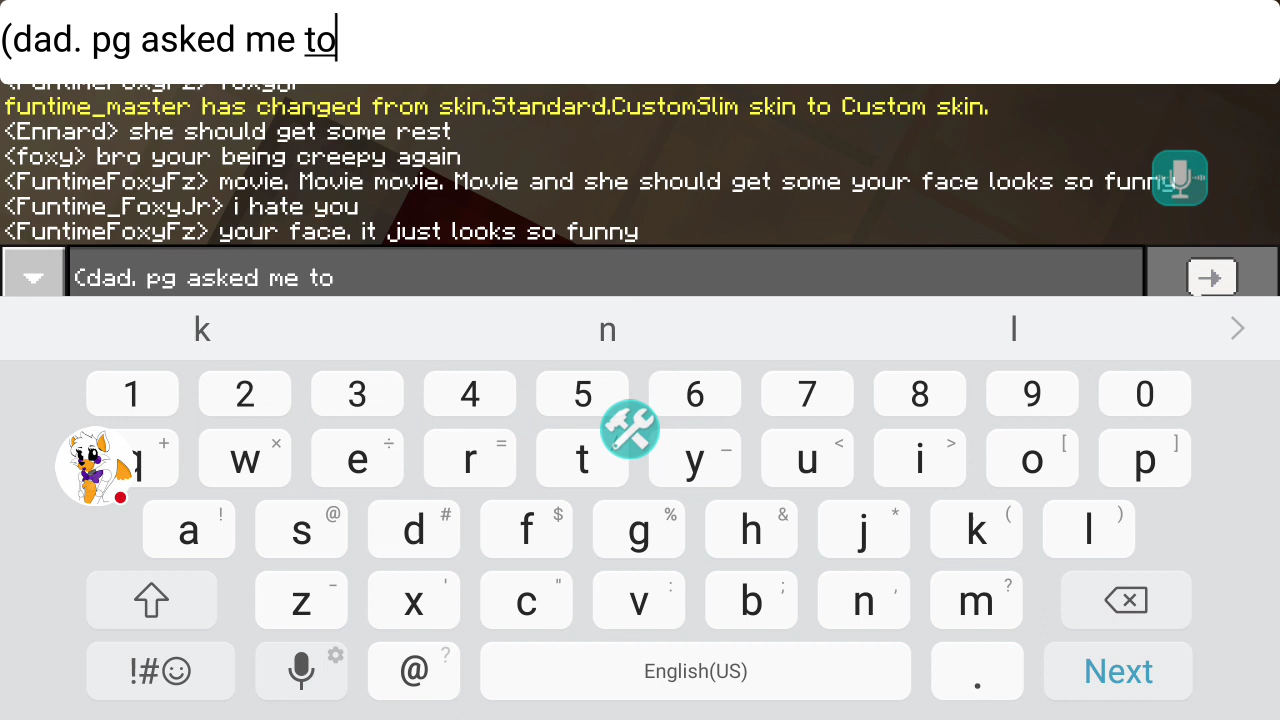 (dad. pg asked me to
<FuntimeFoxyFz> foxyjr
funtime_master has changed from skin.Standard.CustomSlim skin to Custom skin.
<Ennard> she should get some rest
<foxy> bro your being creepy again
<FuntimeFoxyFz> movie. Movie movie. Movie and she should get some your face looks so funny
<Funtime_FoxyJr> i hate you
<FuntimeFoxyFz> your face. it just looks so funny
(dad. pg asked me to
k n l
1 2 3 4 5 6 7 8 9 0
q + w × e ÷ r = t y _ u < i > o [ p ]
a ! s @ d # f $ g % h & j * k ( l )
z - x ' c " v : b ; n , m ?
!#☺ @ ? English(US) . Next